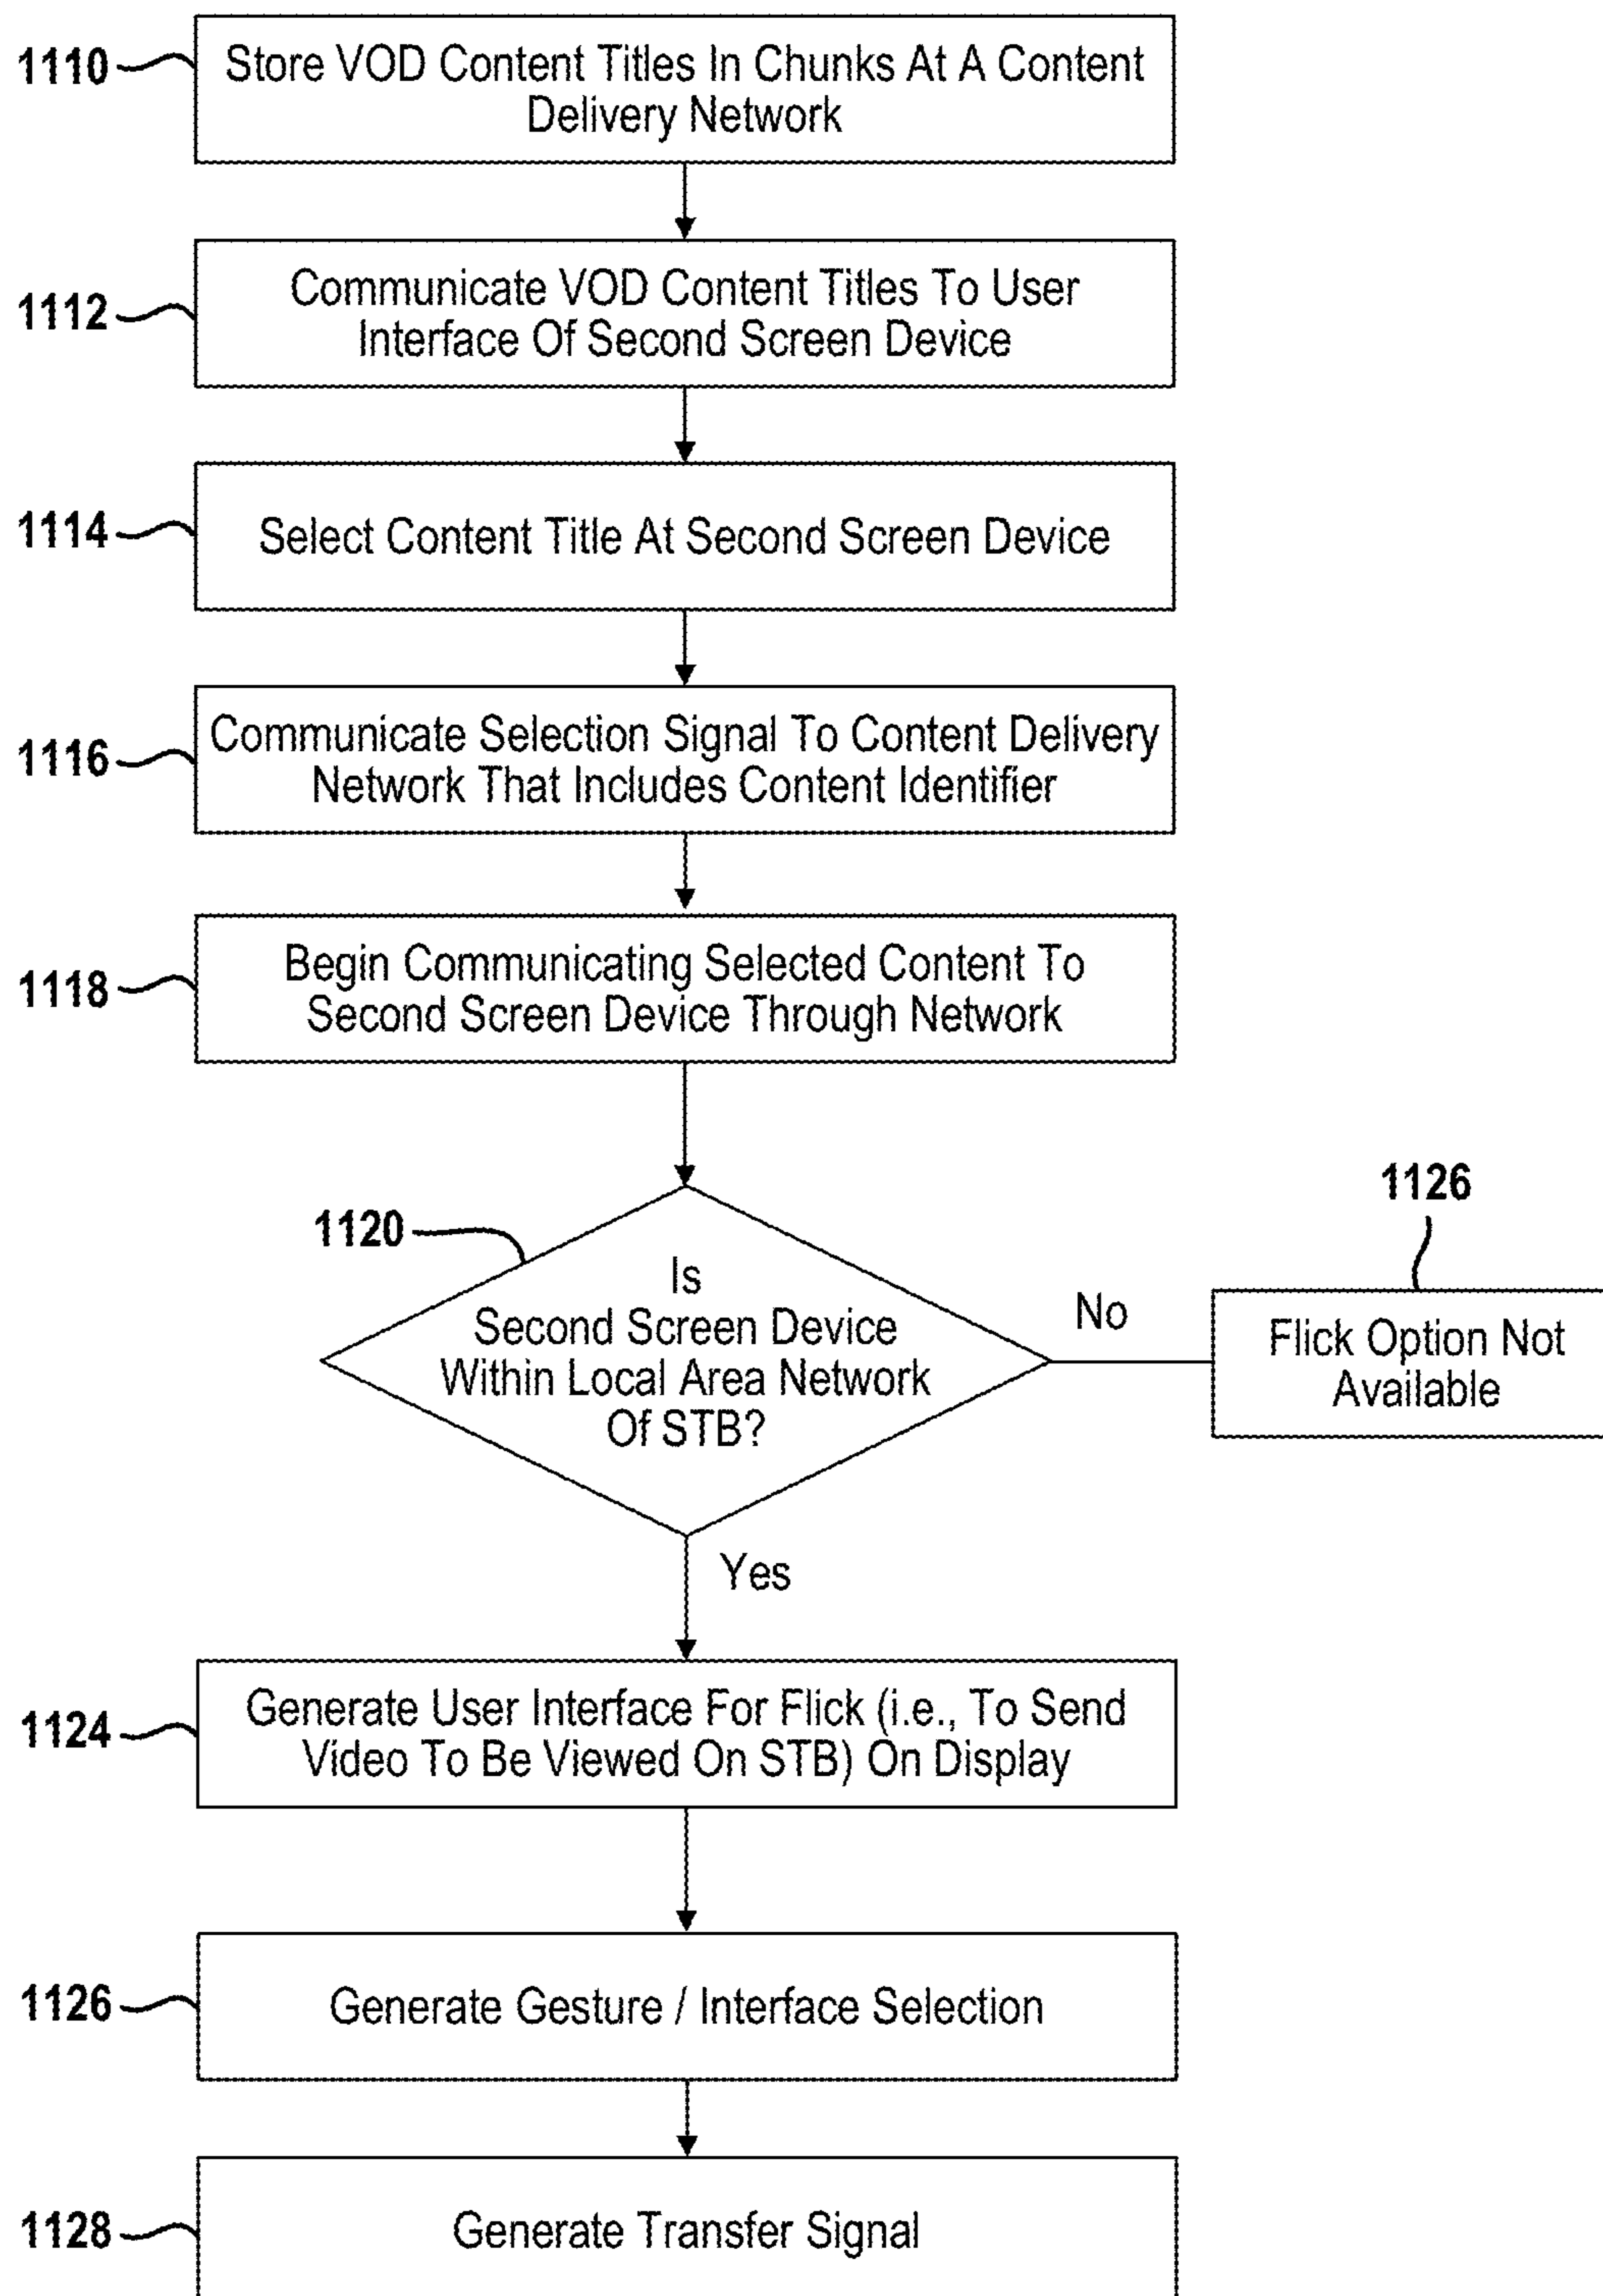 1110
Store VOD Content Titles In Chunks At A Content
Delivery Network
1112
Communicate VOD Content Titles To User
Interface Of Second Screen Device
1114
Select Content Title At Second Screen Device
1116
Communicate Selection Signal To Content Delivery
Network That Includes Content Identifier
1118
Begin Communicating Selected Content To
Second Screen Device Through Network
1120
Is
Second Screen Device
Within Local Area Network
Of STB?
No
1126
Flick Option Not
Available
Yes
1124
Generate User Interface For Flick (i.e., To Send
Video To Be Viewed On STB) On Display
1126
Generate Gesture / Interface Selection
1128
Generate Transfer Signal